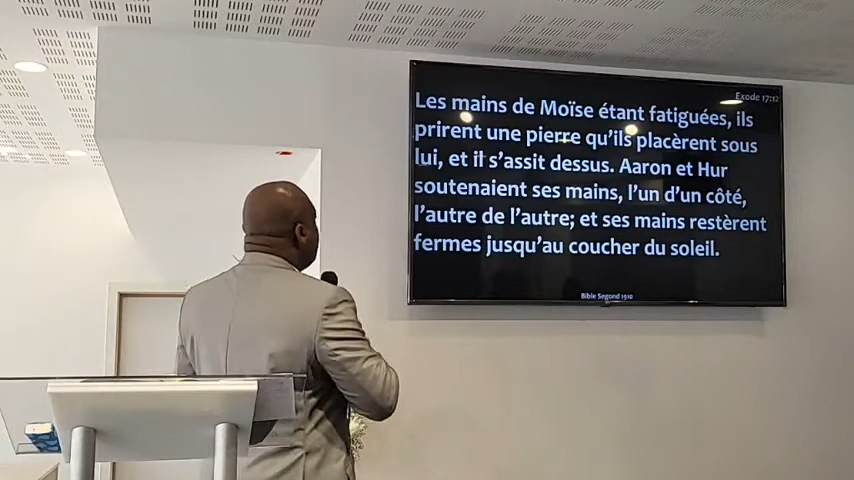 Exode 17:12
Les mains de Moïse étant fatiguées, ils
prirent une pierre qu'ils placèrent sous
lui, et il s'assit dessus. Aaron et Hur
soutenaient ses mains, l'un d'un côté,
l'autre de l'autre; et ses mains restèrent
fermes jusqu'au coucher du soleil.
Bible Segond 1910